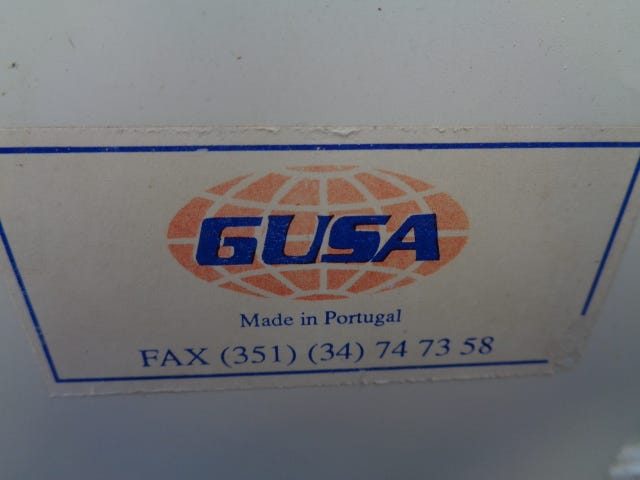 GUSA
Made in Portugal
FAX (351) (34) 74 73 58